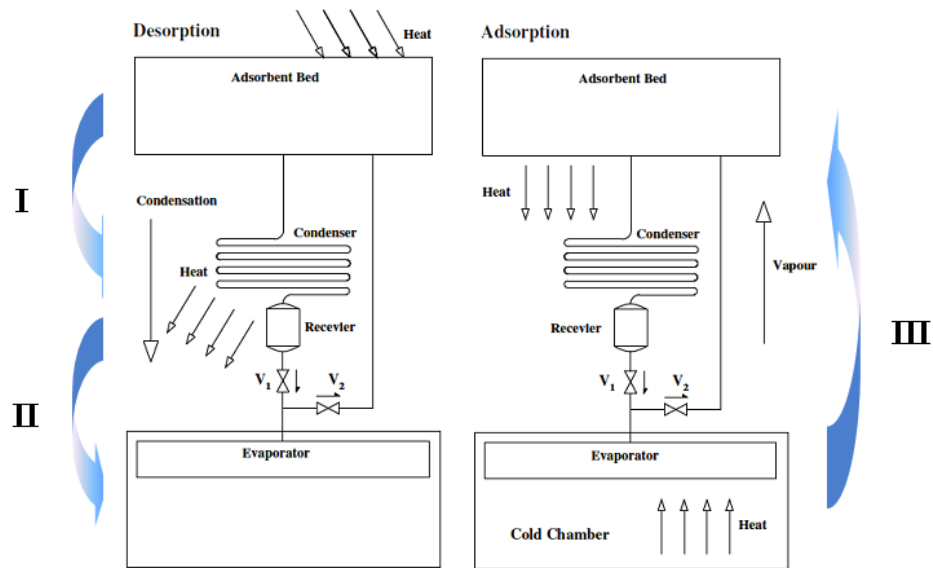 Desorption
Heat
Adsorbent Bed
I
Condensation
Condenser
Heat
Recevier
V1
V2
II
Evaporator
Adsorption
Adsorbent Bed
Heat
Condenser
Vapour
Recevier
III
V1
V2
Evaporator
Cold Chamber
Heat